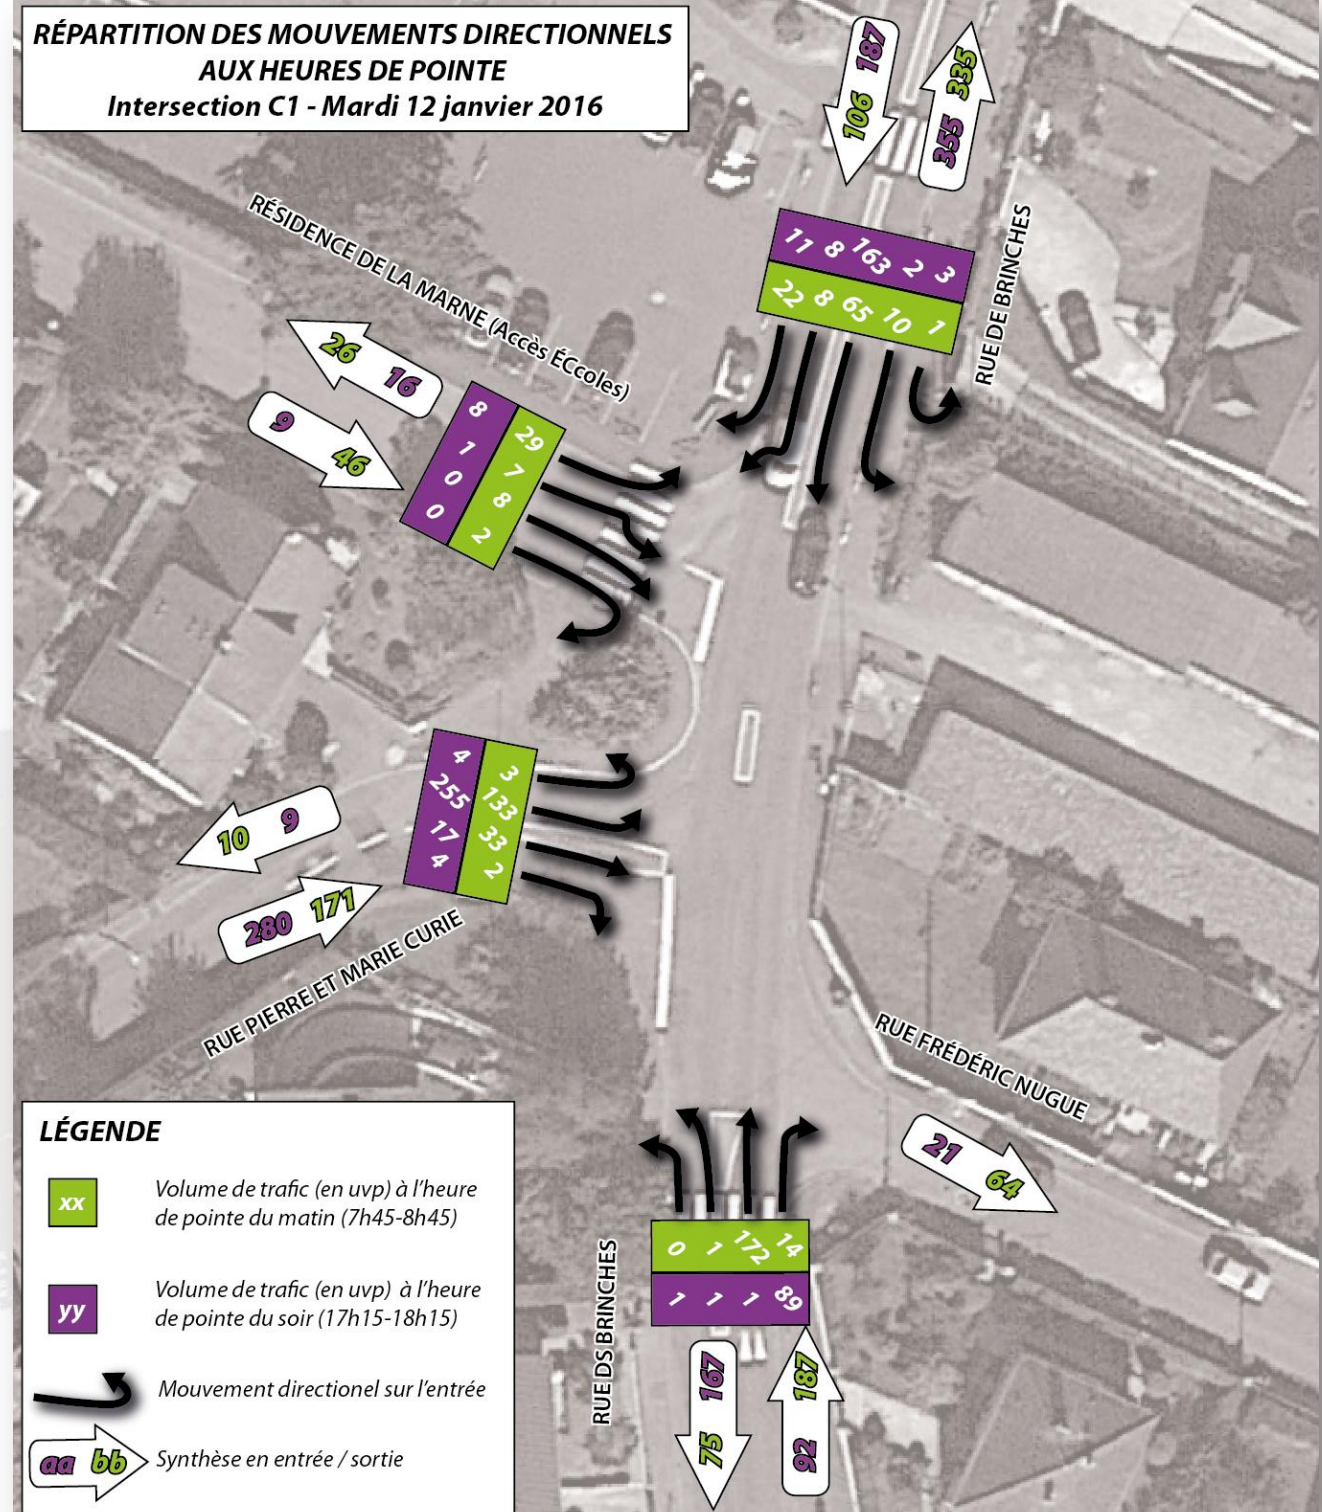 RÉPARTITION DES MOUVEMENTS DIRECTIONNELS
AUX HEURES DE POINTE
Intersection C1 - Mardi 12 janvier 2016
106 187
355 335
11 8 163 2 3
22 8 65 10 1
RUE DE BRINCHES
RÉSIDENCE DE LA MARNE (Accès ÉCcoles)
26 16
9 46
8 29
1 7
0 8
0 2
4 3
255 133
17 33
4 2
10 9
280 171
RUE PIERRE ET MARIE CURIE
RUE FRÉDÉRIC NUGUE
21 64
0 1 172 14
1 1 1 89
RUE DS BRINCHES
75 167
92 187
LÉGENDE
xx
Volume de trafic (en uvp) à l'heure
de pointe du matin (7h45-8h45)
yy
Volume de trafic (en uvp) à l'heure
de pointe du soir (17h15-18h15)
Mouvement directionel sur l'entrée
aa bb
Synthèse en entrée / sortie